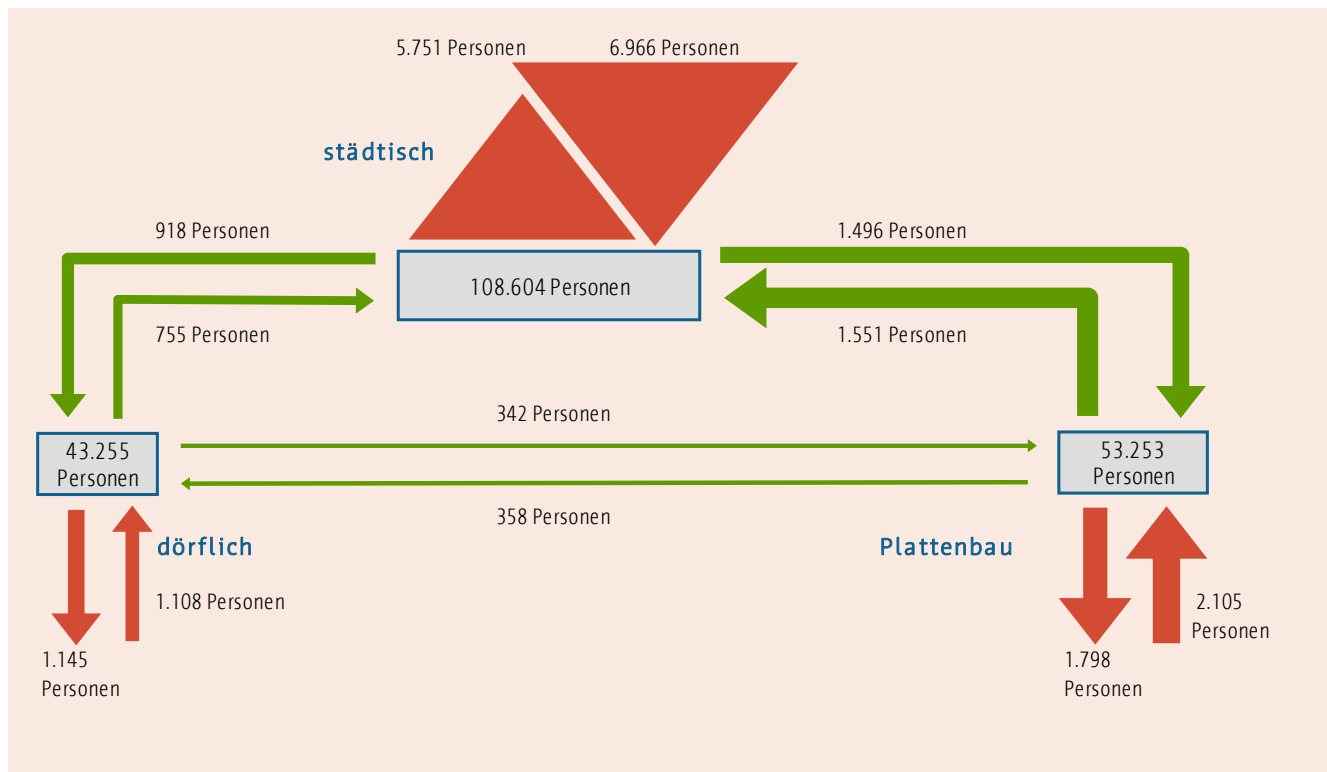 5.751 Personen
6.966 Personen
städtisch
918 Personen
1.496 Personen
108.604 Personen
755 Personen
1.551 Personen
342 Personen
43.255
Personen
53.253
Personen
358 Personen
dörflich
Plattenbau
1.108 Personen
2.105
Personen
1.145
Personen
1.798
Personen